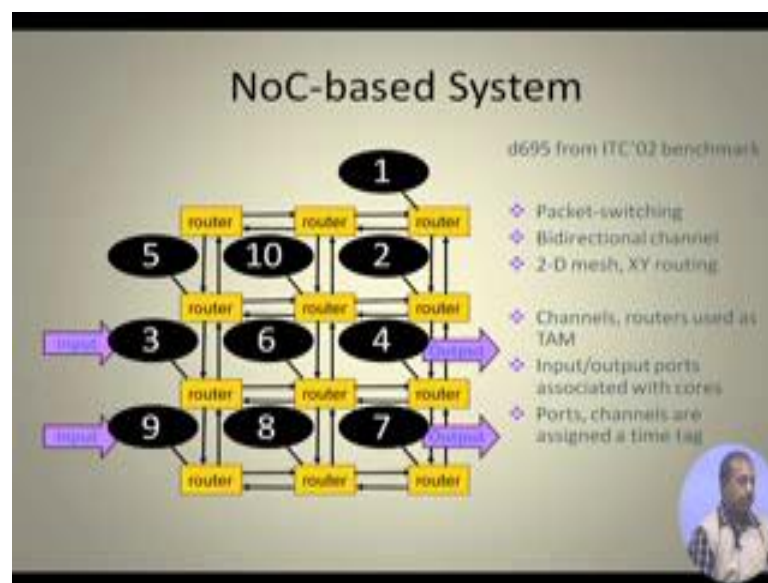 NoC-based System
d695 from ITC'02 benchmark
1
router router router
5 10 2
router router router
Input 3 6 4 Output
router router router
Input 9 8 7 Output
router router router
❖ Packet-switching
❖ Bidirectional channel
❖ 2-D mesh, XY routing
❖ Channels, routers used as
TAM
❖ Input/output ports
associated with cores
❖ Ports, channels are
assigned a time tag